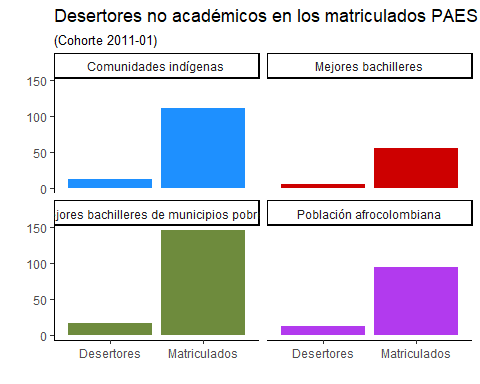 Desertores no académicos en los matriculados PAES
(Cohorte 2011-01)
Comunidades indígenas
Mejores bachilleres
150
100
50
0
jores bachilleres de municipios pobr
Población afrocolombiana
150
100
50
0
Desertores
Matriculados
Desertores
Matriculados